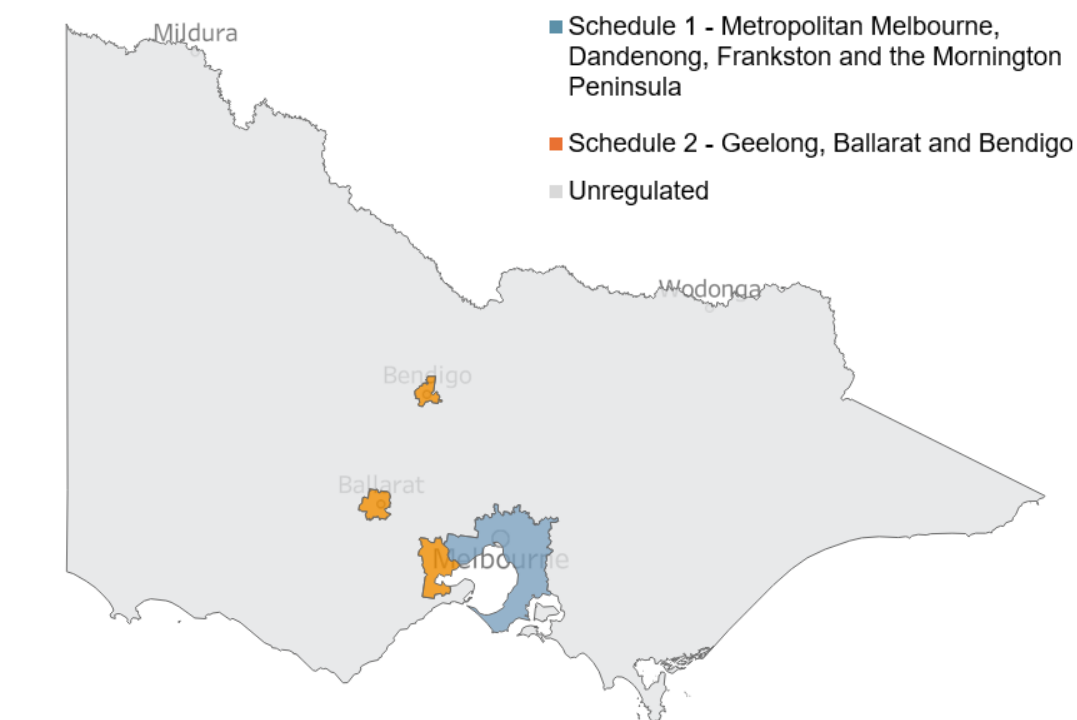 Mildura
Schedule 1 - Metropolitan Melbourne,
Dandenong, Frankston and the Mornington
Peninsula
Schedule 2 - Geelong, Ballarat and Bendigo
Unregulated
Wodonga
Bendigo
Ballarat
Melbourne